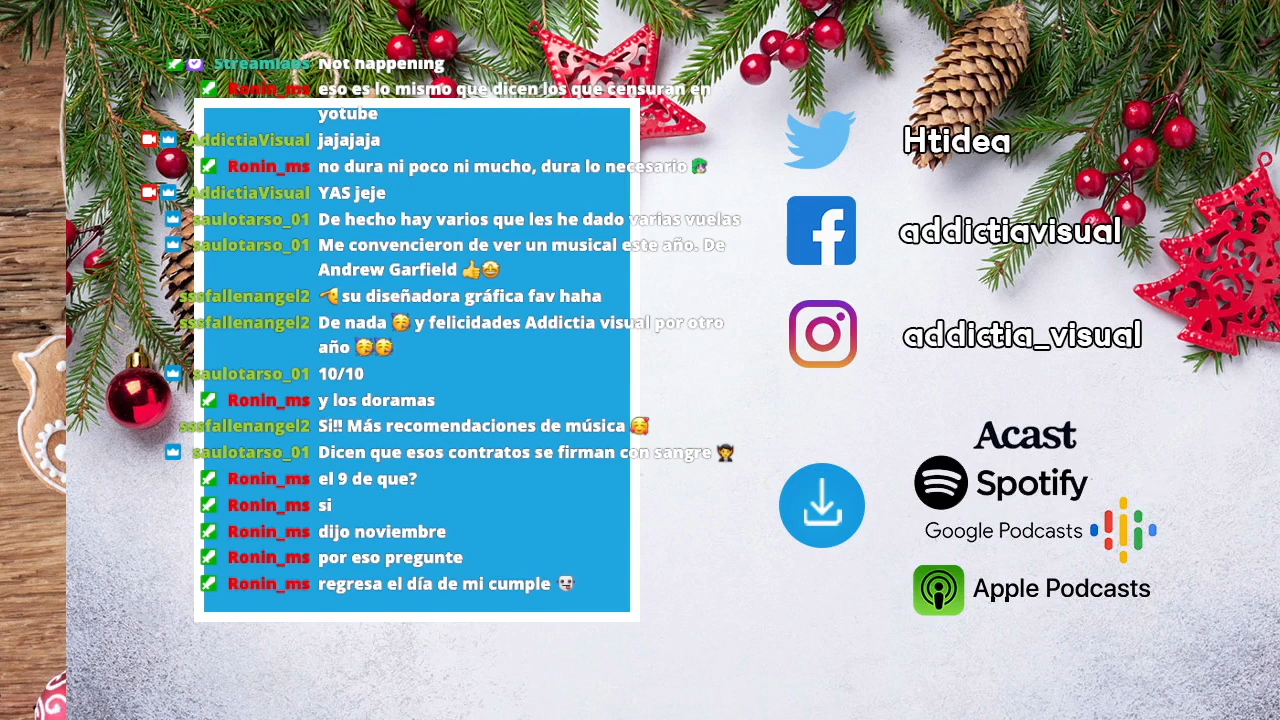 Streamlabs Not happening
Ronin_ms eso es lo mismo que dicen los que censuran en
yotube
AddictiaVisual jajajaja
Ronin_ms no dura ni poco ni mucho, dura lo necesario
AddictiaVisual YAS jeje
saulotarso_01 De hecho hay varios que les he dado varias vuelas
saulotarso_01 Me convencieron de ver un musical este año. De
Andrew Garfield 👍🤩
sssfallenangel2 su diseñadora gráfica fav haha
sssfallenangel2 De nada 🥳 y felicidades Addictia visual por otro
año 🥳🥳
saulotarso_01 10/10
Ronin_ms y los doramas
sssfallenangel2 Si!! Más recomendaciones de música 🥰
saulotarso_01 Dicen que esos contratos se firman con sangre
Ronin_ms el 9 de que?
Ronin_ms si
Ronin_ms dijo noviembre
Ronin_ms por eso pregunte
Ronin_ms regresa el día de mi cumple
Htidea
addictiavisual
addictia_visual
Acast
Spotify
Google Podcasts
Apple Podcasts